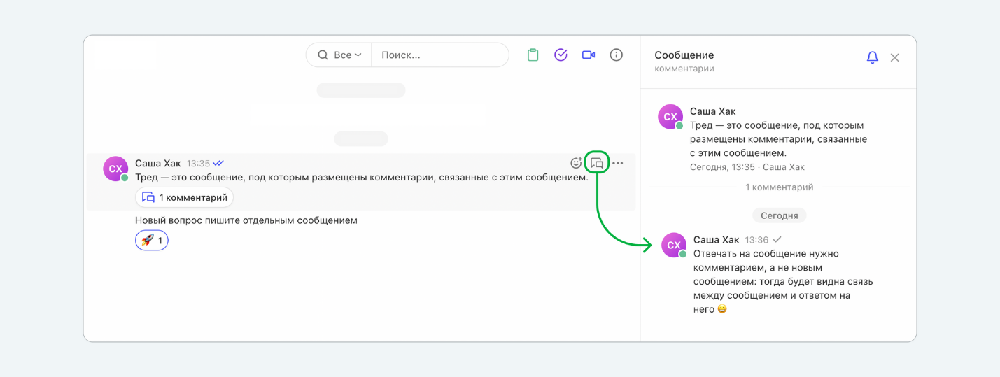 Все
Поиск...
СХ
Саша Хак 13:35
Тред — это сообщение, под которым размещены комментарии, связанные с этим сообщением.
1 комментарий
Новый вопрос пишите отдельным сообщением
🚀 1
Сообщение
комментарии
СХ
Саша Хак
Тред — это сообщение, под которым
размещены комментарии, связанные
с этим сообщением.
Сегодня, 13:35 · Саша Хак
1 комментарий
Сегодня
СХ
Саша Хак 13:36
Отвечать на сообщение нужно
комментарием, а не новым
сообщением: тогда будет видна связь
между сообщением и ответом на
него 😄